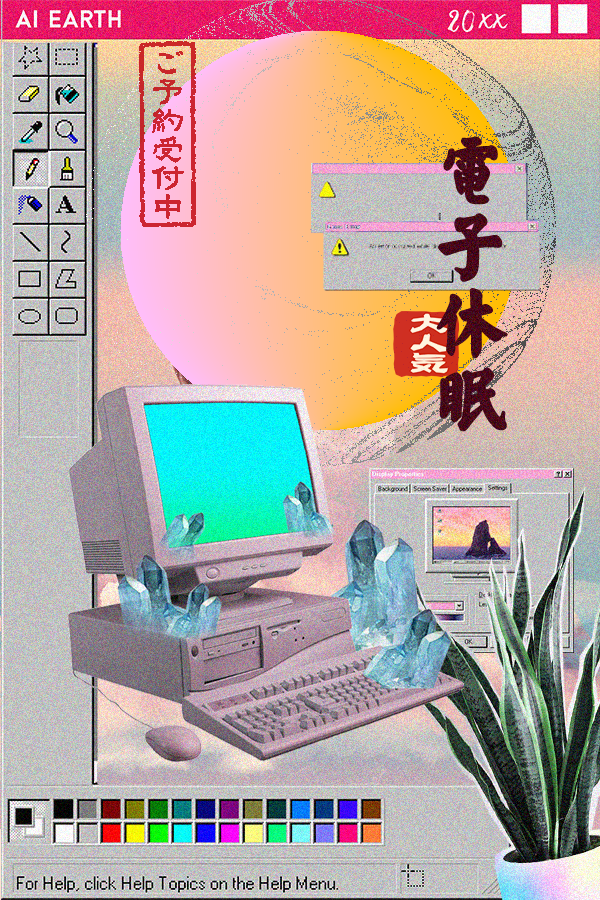 AI EARTH
20XX
ご予約受付中
電子休眠
大人気
OK
Display Properties
Background
Screen Saver
Appearance
Settings
OK
For Help, click Help Topics on the Help Menu.